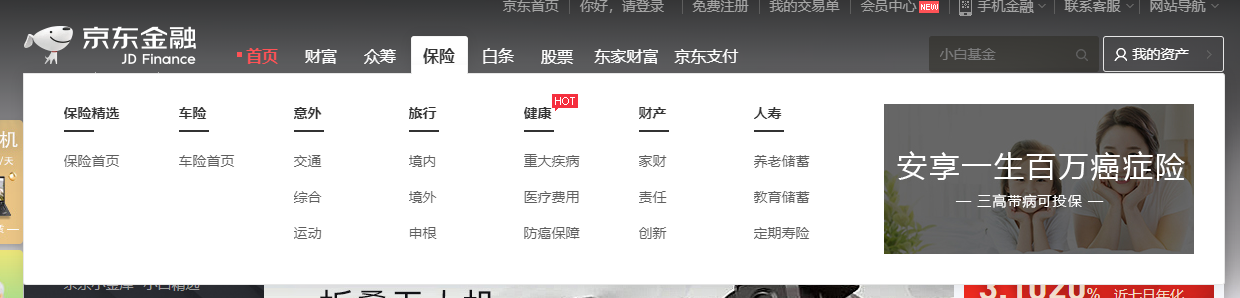 京东首页 你好，请登录 免费注册 我的交易单 会员中心 NEW 手机金融 联系客服 网站导航
京东金融
JD Finance
首页 财富 众筹 保险 白条 股票 东家财富 京东支付
小白基金
我的资产
保险精选 车险 意外 旅行 健康 HOT 财产 人寿
保险首页 车险首页 交通 境内 重大疾病 家财 养老储蓄
综合 境外 医疗费用 责任 教育储蓄
运动 申根 防癌保障 创新 定期寿险
安享一生百万癌症险
— 三高带病可投保 —
机
/天
3.1020% 近七日年化